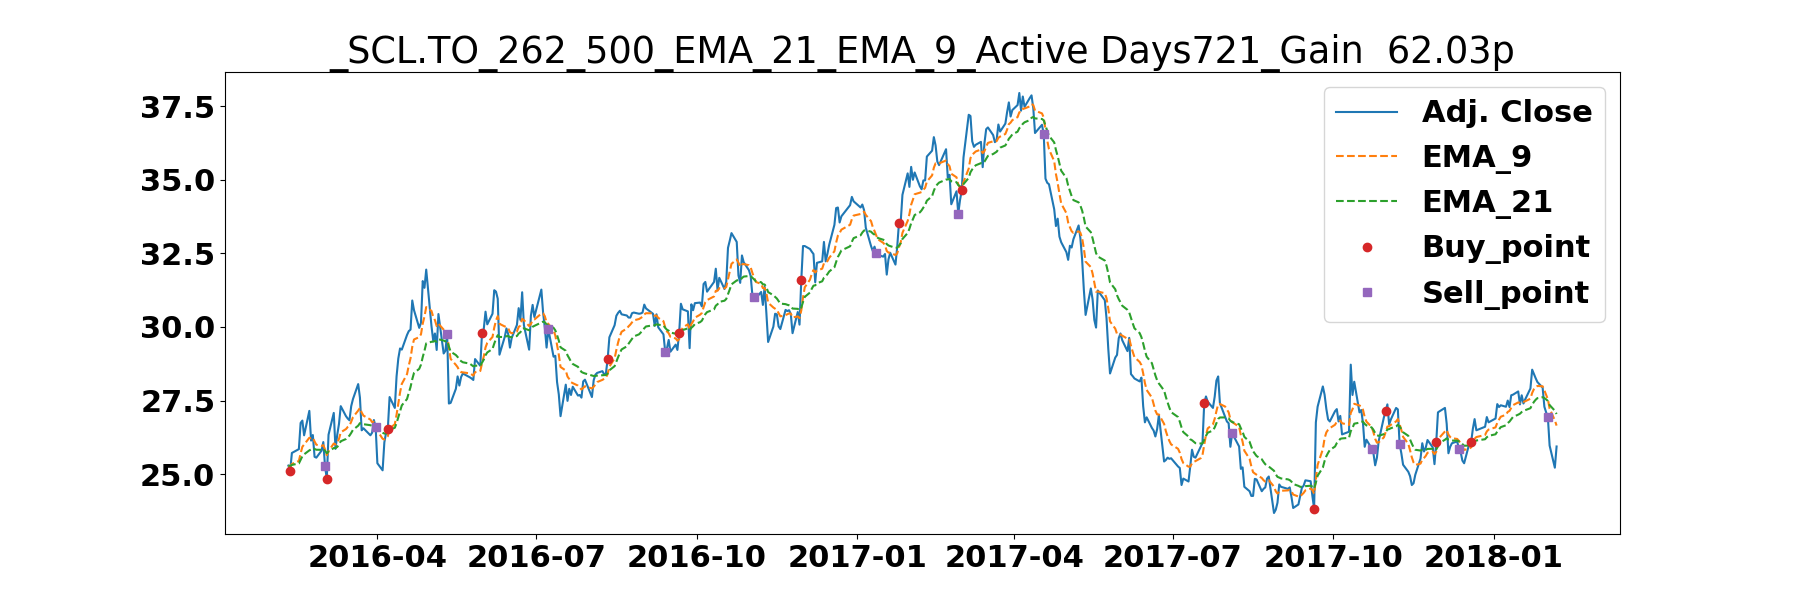 _SCL.TO_262_500_EMA_21_EMA_9_Active Days721_Gain  62.03p
37.5
35.0
32.5
30.0
27.5
25.0
Adj. Close
EMA_9
EMA_21
Buy_point
Sell_point
2016-04 2016-07 2016-10 2017-01 2017-04 2017-07 2017-10 2018-01